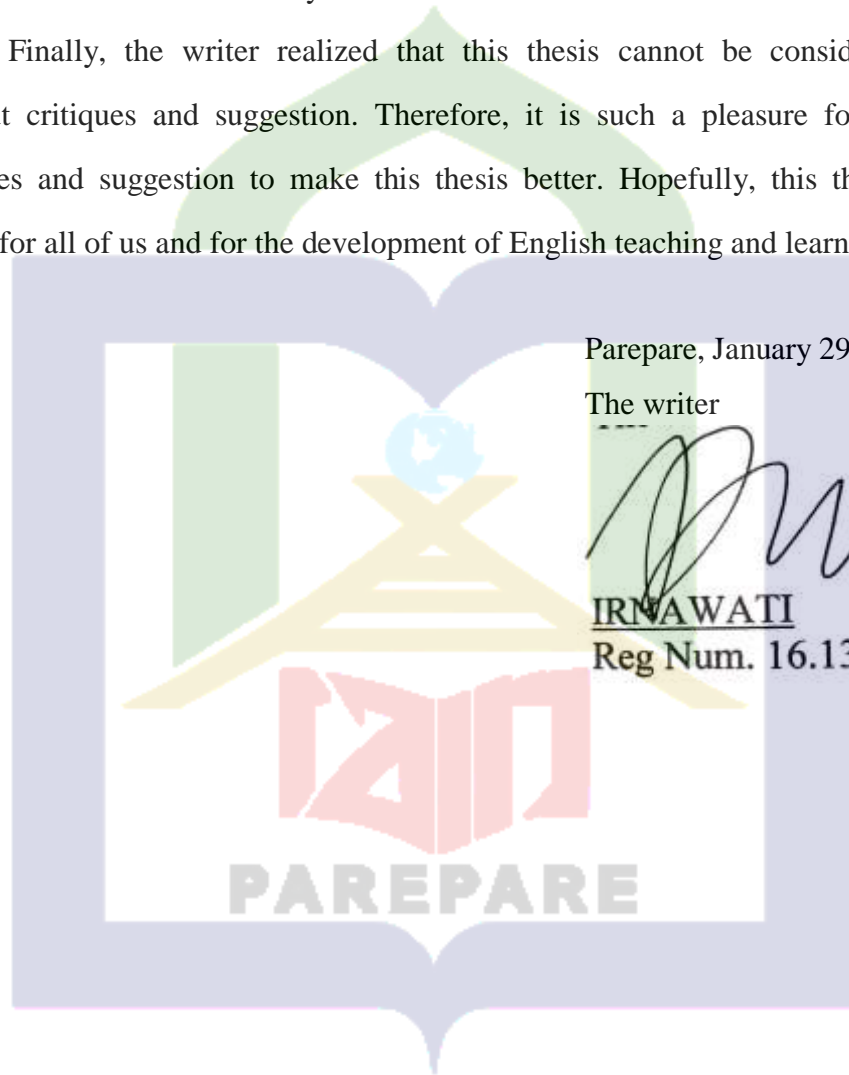 Finally, the writer realized that this thesis cannot be consid
t critiques and suggestion. Therefore, it is such a pleasure fo
es and suggestion to make this thesis better. Hopefully, this th
for all of us and for the development of English teaching and learn
Parepare, January 29
The writer
IRNAWATI
Reg Num. 16.13
iain
PAREPARE